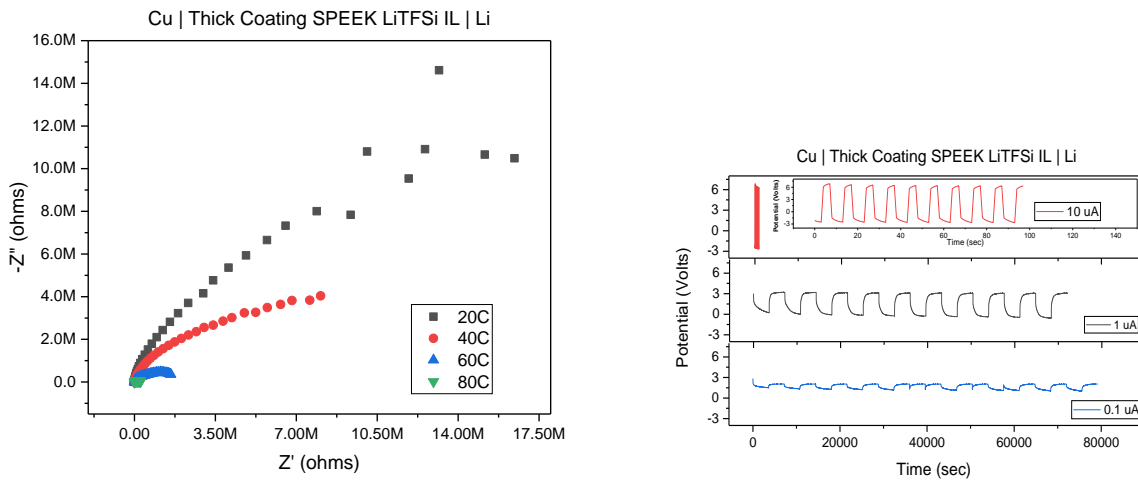 Cu | Thick Coating SPEEK LiTFSi IL | Li
16.0M
14.0M
12.0M
10.0M
8.0M
6.0M
4.0M
2.0M
0.0
-Z" (ohms)
20C
40C
60C
80C
0.00 3.50M 7.00M 10.50M 14.00M 17.50M
Z' (ohms)
Cu | Thick Coating SPEEK LiTFSi IL | Li
Potential (Volts)
6
3
0
-3
Potential (Volts)
6
3
0
-3
10 uA
0 20 40 60 80 100 120 140
Time (sec)
6
3
0
-3
1 uA
6
3
0
-3
0.1 uA
0 20000 40000 60000 80000
Time (sec)